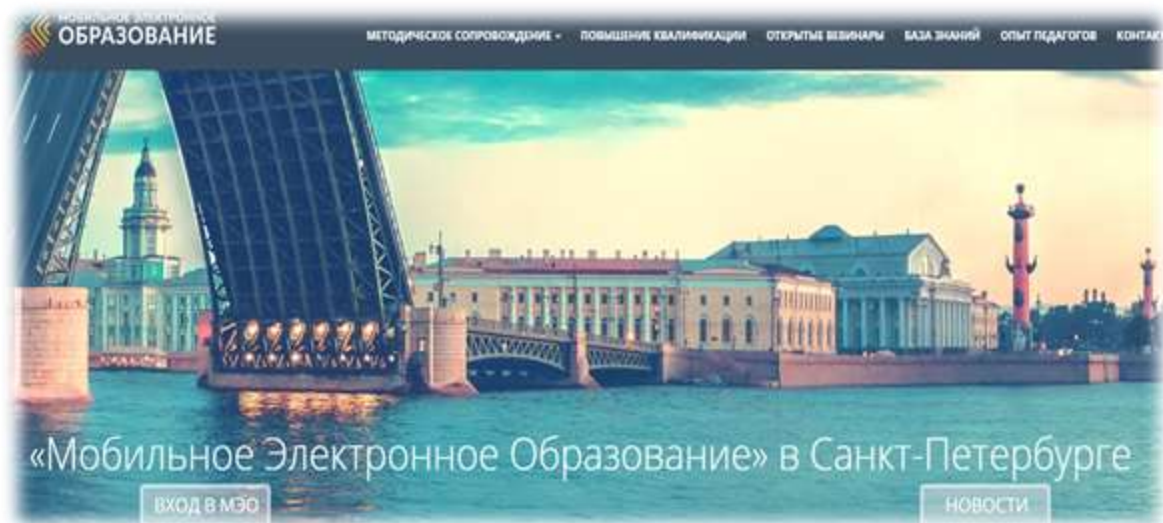 МОБИЛЬНОЕ ЭЛЕКТРОННОЕ
ОБРАЗОВАНИЕ
МЕТОДИЧЕСКОЕ СОПРОВОЖДЕНИЕ ПОВЫШЕНИЕ КВАЛИФИКАЦИИ ОТКРЫТЫЕ ВЕБИНАРЫ БАЗА ЗНАНИЙ ОПЫТ ПЕДАГОГОВ КОНТАК
«Мобильное Электронное Образование» в Санкт-Петербурге
ВХОД В МЭО НОВОСТИ